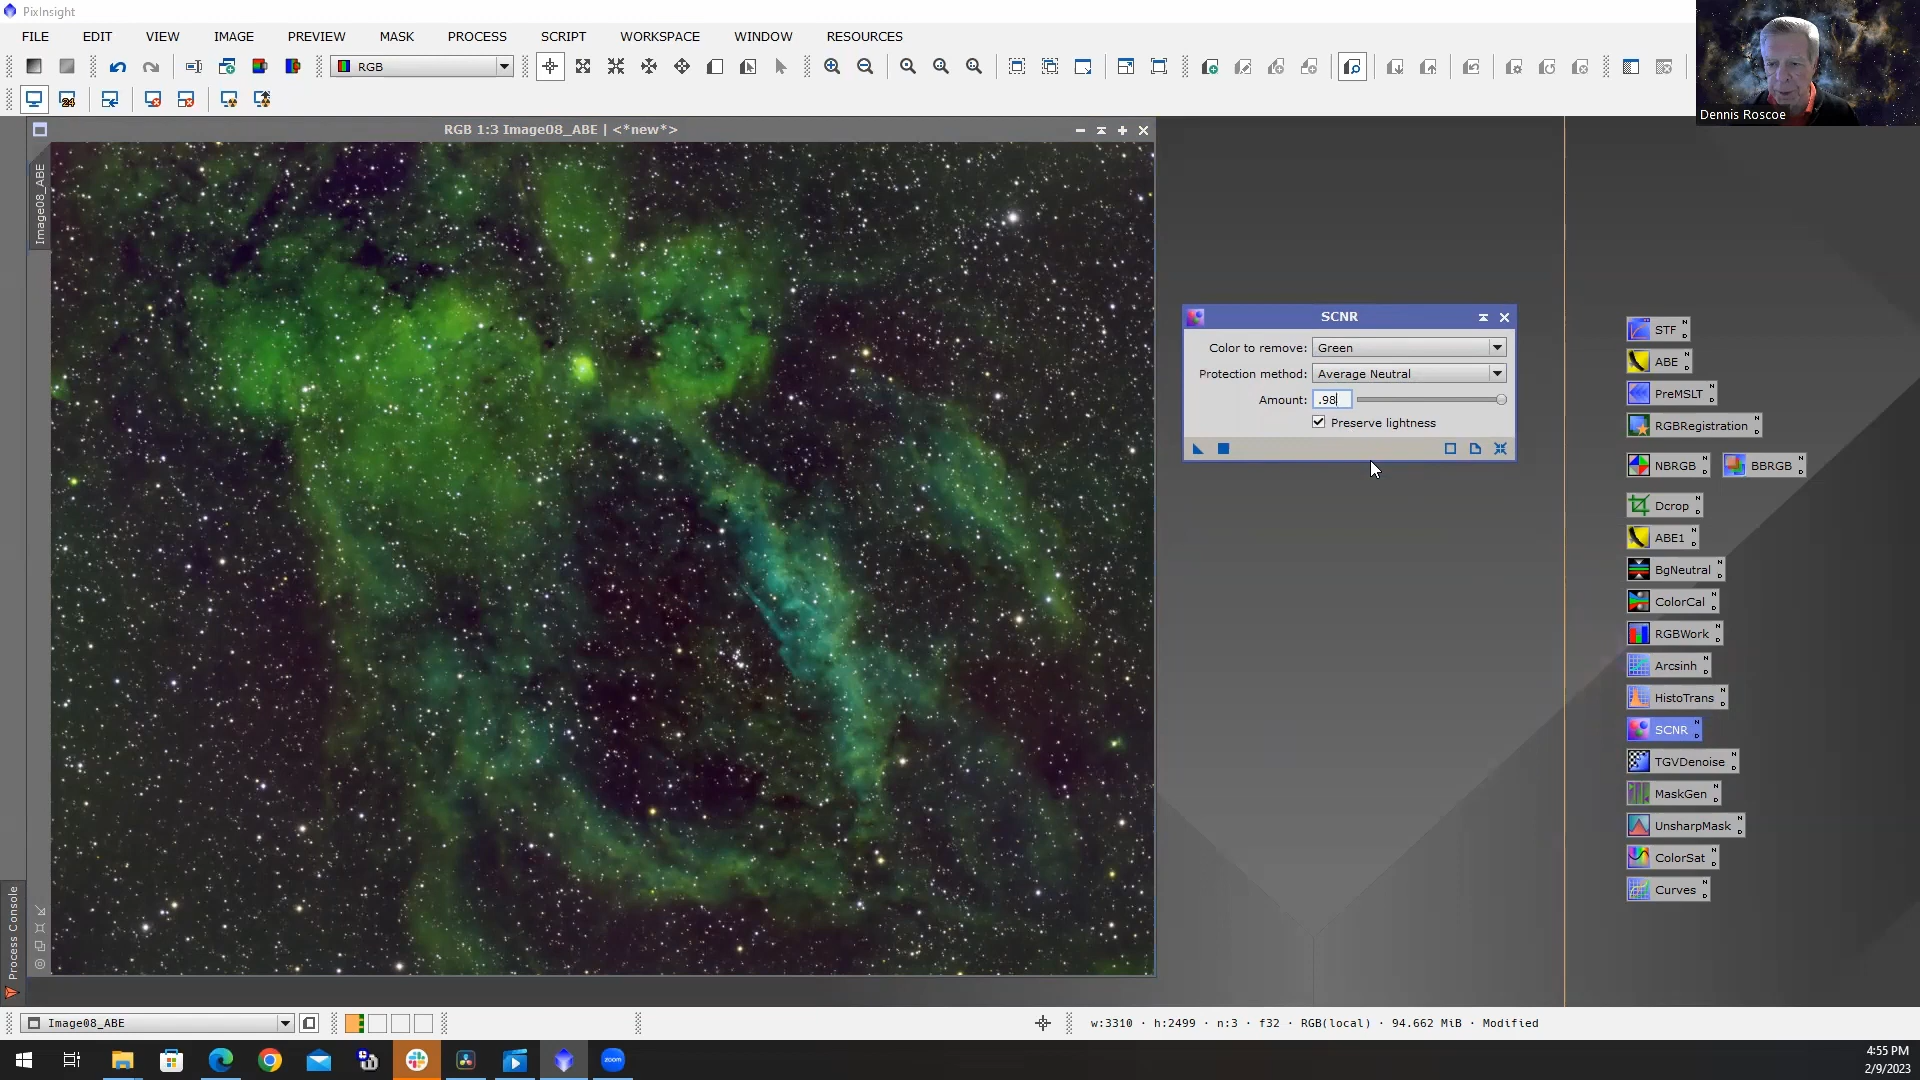 PixInsight
FILE EDIT VIEW IMAGE PREVIEW MASK PROCESS SCRIPT WORKSPACE WINDOW RESOURCES
RGB
24
Dennis Roscoe
RGB 1:3 Image08_ABE | <*new*>
Image08_ABE
SCNR
Color to remove: Green
Protection method: Average Neutral
Amount: .98
Preserve lightness
STF
ABE
PreMSLT
RGBRegistration
NBRGB BBRGB
Dcrop
ABE1
BgNeutral
ColorCal
RGBWork
Arcsinh
HistoTrans
SCNR
TGVDenoise
MaskGen
UnsharpMask
ColorSat
Curves
Process Console
Image08_ABE
w:3310 · h:2499 · n:3 · f32 · RGB(local) · 94.662 MiB · Modified
zoom
4:55 PM
2/9/2023